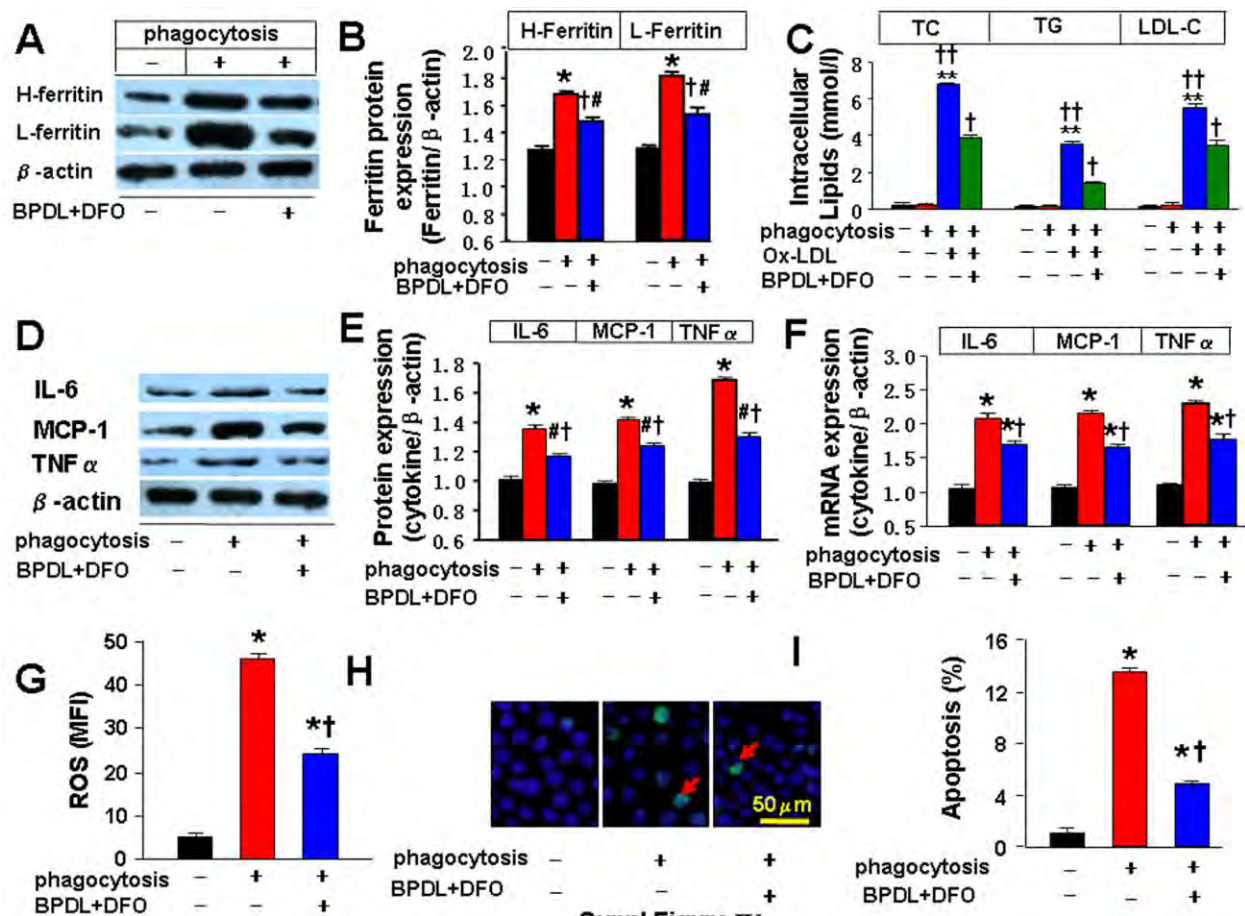 A
phagocytosis
– + +
H-ferritin
L-ferritin
β-actin
BPDL+DFO – – +
B
H-Ferritin L-Ferritin
Ferritin protein
expression
(Ferritin/β-actin)
2.0
1.8
1.6
1.4
1.2
1.0
0.8
0.6
* †# * †#
phagocytosis – + + – + +
BPDL+DFO – – + – – +
C
TC TG LDL-C
Intracellular
Lipids (mmol/l)
8
6
4
2
0
†† ** † †† ** † †† ** †
phagocytosis – + + + – + + + – + + +
Ox-LDL – – + + – – + + – – + +
BPDL+DFO – – – + – – – + – – – +
D
IL-6
MCP-1
TNFα
β-actin
phagocytosis – + +
BPDL+DFO – – +
E
IL-6 MCP-1 TNFα
Protein expression
(cytokine/β-actin)
1.8
1.6
1.4
1.2
1.0
0.8
0.6
* #† * #† * #†
phagocytosis – + + – + + – + +
BPDL+DFO – – + – – + – – +
F
IL-6 MCP-1 TNFα
mRNA expression
(cytokine/β-actin)
3.0
2.5
2.0
1.5
1.0
0.5
* *† * *† * *†
phagocytosis – + + – + + – + +
BPDL+DFO – – + – – + – – +
G
ROS (MFI)
50
40
30
20
10
0
* *†
phagocytosis – + +
BPDL+DFO – – +
H
50μm
phagocytosis – + +
BPDL+DFO – – +
I
Apoptosis (%)
16
12
8
4
0
* *†
phagocytosis – + +
BPDL+DFO – – +